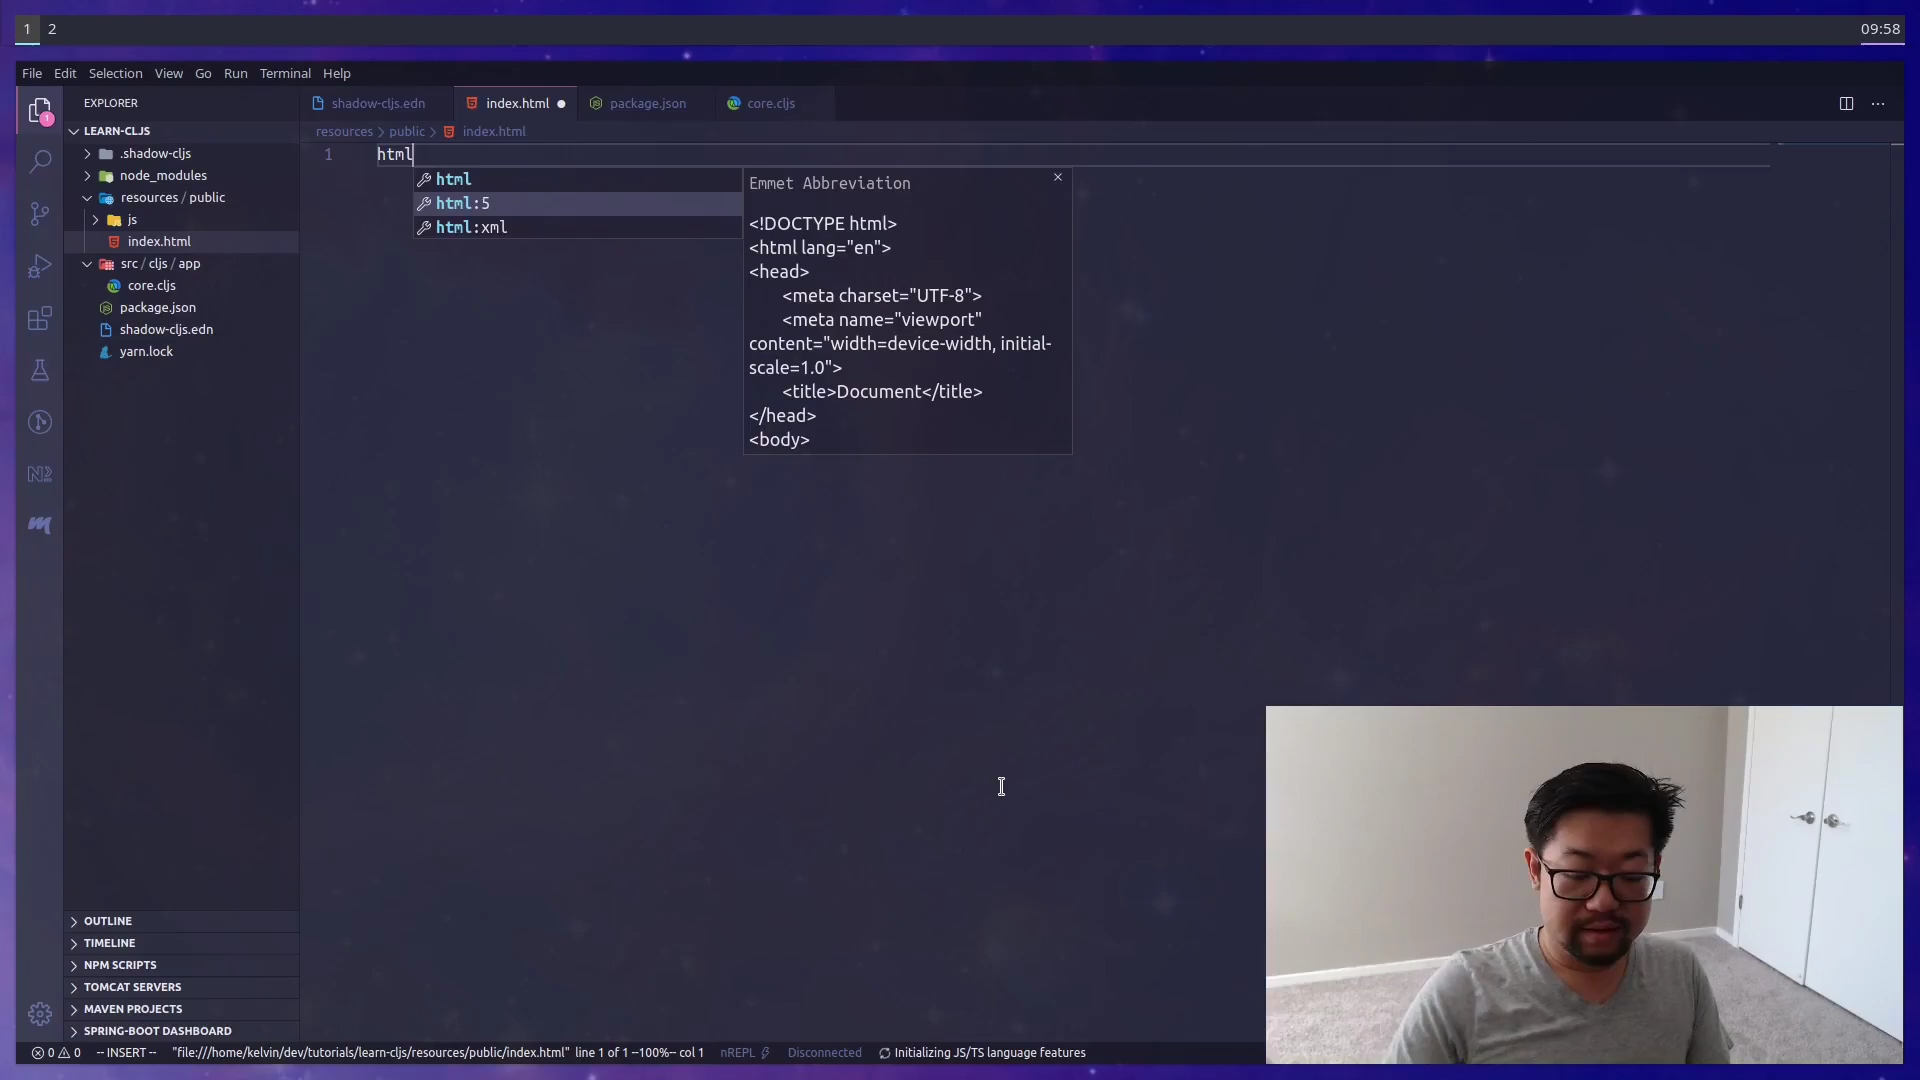 1 2 09:58
File Edit Selection View Go Run Terminal Help
EXPLORER
LEARN-CLJS
.shadow-cljs
node_modules
resources / public
js
index.html
src / cljs / app
core.cljs
package.json
shadow-cljs.edn
yarn.lock
OUTLINE
TIMELINE
NPM SCRIPTS
TOMCAT SERVERS
MAVEN PROJECTS
SPRING-BOOT DASHBOARD
1
shadow-cljs.edn index.html package.json core.cljs
resources > public > index.html
1 html
html
html:5
html:xml
Emmet Abbreviation
<!DOCTYPE html>
<html lang="en">
<head>
<meta charset="UTF-8">
<meta name="viewport"
content="width=device-width, initial-
scale=1.0">
<title>Document</title>
</head>
<body>
0 0 -- INSERT -- "file:///home/kelvin/dev/tutorials/learn-cljs/resources/public/index.html" line 1 of 1 --100%-- col 1 nREPL Disconnected Initializing JS/TS language features